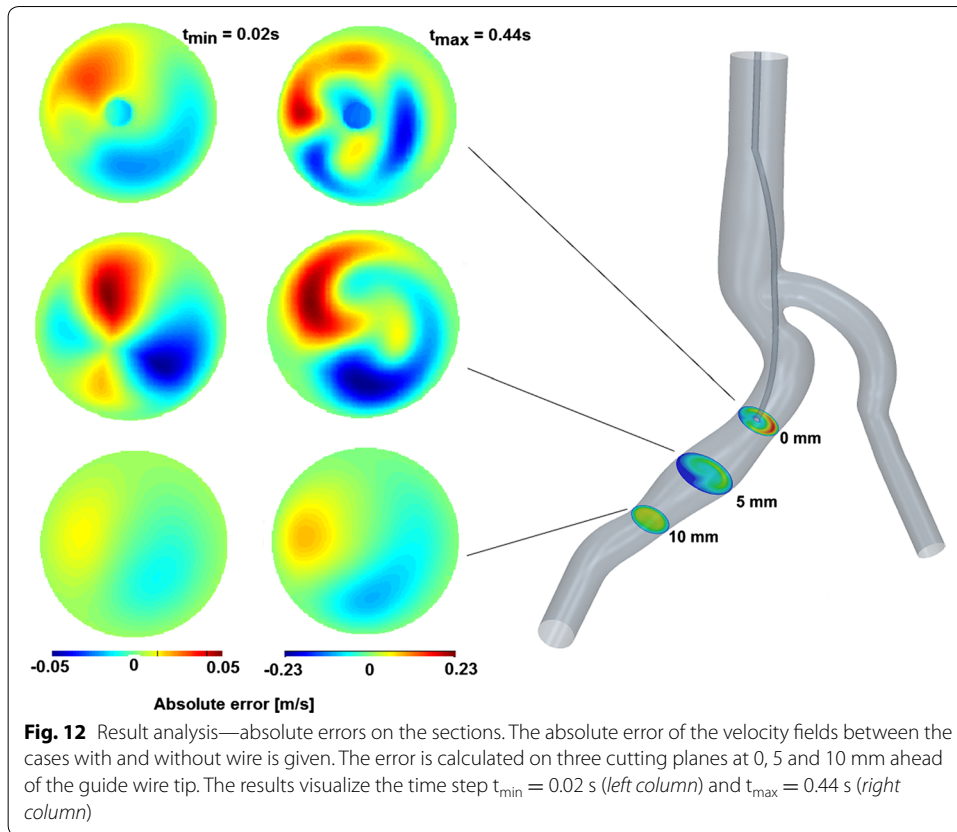 t_min = 0.02s
t_max = 0.44s
0 mm
5 mm
10 mm
-0.05 0 0.05
-0.23 0 0.23
Absolute error [m/s]
Fig. 12 Result analysis—absolute errors on the sections. The absolute error of the velocity fields between the
cases with and without wire is given. The error is calculated on three cutting planes at 0, 5 and 10 mm ahead
of the guide wire tip. The results visualize the time step t_min = 0.02 s (left column) and t_max = 0.44 s (right
column)